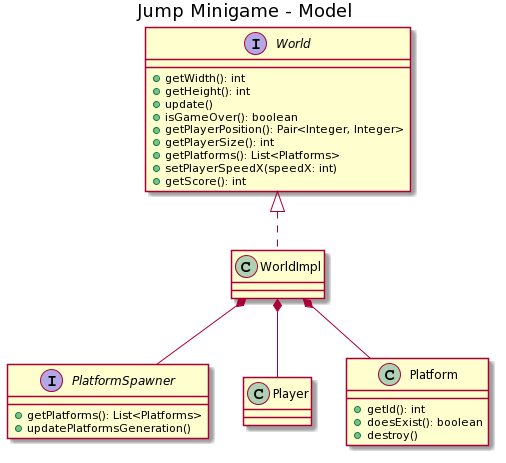 Jump Minigame - Model
I World
getWidth(): int
getHeight(): int
update()
isGameOver(): boolean
getPlayerPosition(): Pair<Integer, Integer>
getPlayerSize(): int
getPlatforms(): List<Platforms>
setPlayerSpeedX(speedX: int)
getScore(): int
C WorldImpl
I PlatformSpawner
getPlatforms(): List<Platforms>
updatePlatformsGeneration()
C Player
C Platform
getId(): int
doesExist(): boolean
destroy()